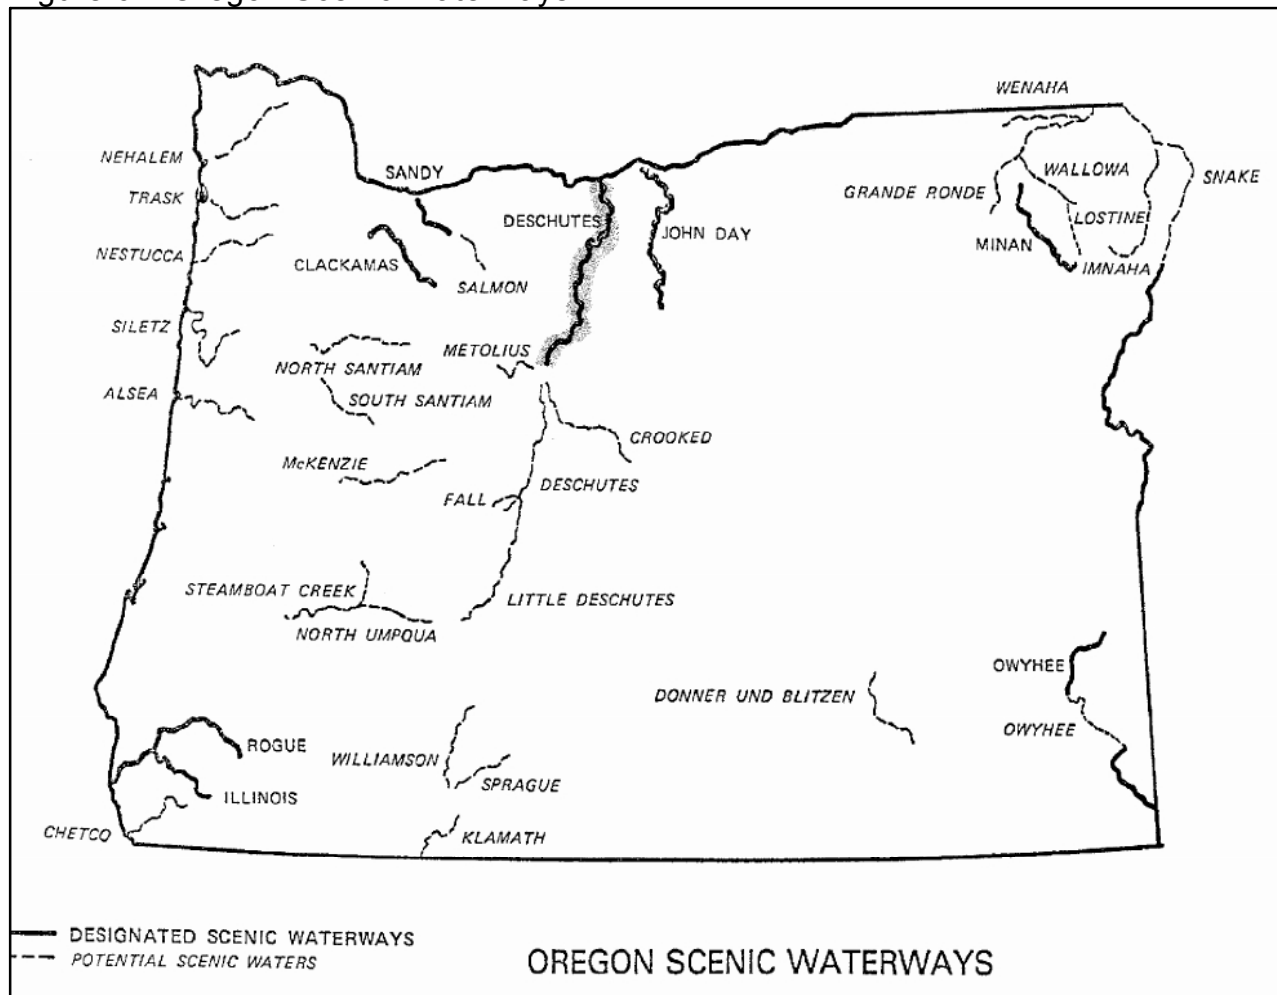 WENAHA
NEHALEM
SANDY
WALLOWA
SNAKE
TRASK
GRANDE RONDE
DESCHUTES
LOSTINE
JOHN DAY
MINAN
NESTUCCA
CLACKAMAS
IMNAHA
SALMON
SILETZ
METOLIUS
NORTH SANTIAM
ALSEA
SOUTH SANTIAM
CROOKED
McKENZIE
DESCHUTES
FALL
STEAMBOAT CREEK
LITTLE DESCHUTES
NORTH UMPQUA
OWYHEE
DONNER UND BLITZEN
OWYHEE
ROGUE
WILLIAMSON
SPRAGUE
ILLINOIS
CHETCO
KLAMATH
DESIGNATED SCENIC WATERWAYS
POTENTIAL SCENIC WATERS
OREGON SCENIC WATERWAYS